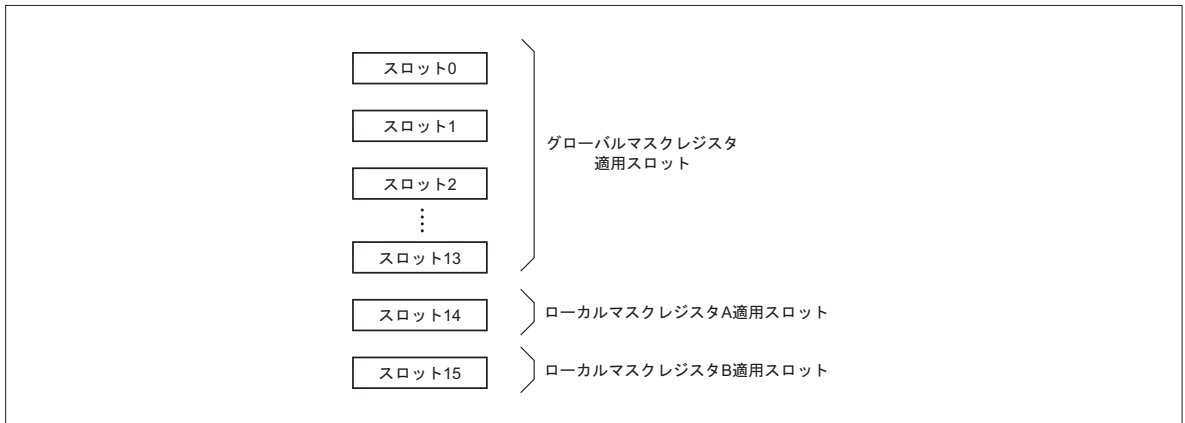 スロット0
スロット1
グローバルマスクレジスタ
適用スロット
スロット2
スロット13
スロット14
ローカルマスクレジスタA適用スロット
スロット15
ローカルマスクレジスタB適用スロット